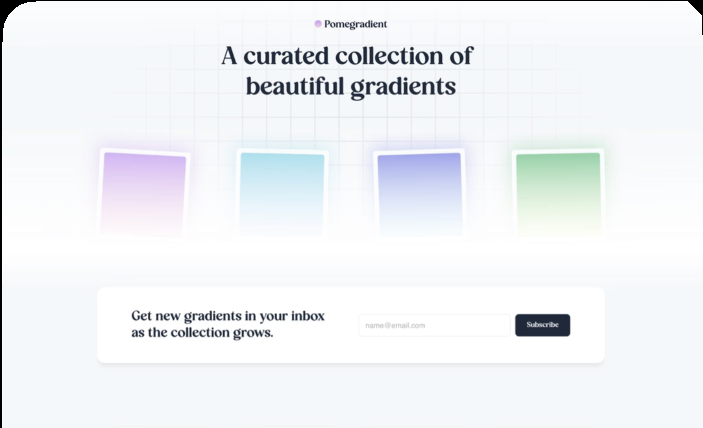 Pomegradient
A curated collection of
beautiful gradients
Get new gradients in your inbox
as the collection grows.
name@email.com
Subscribe